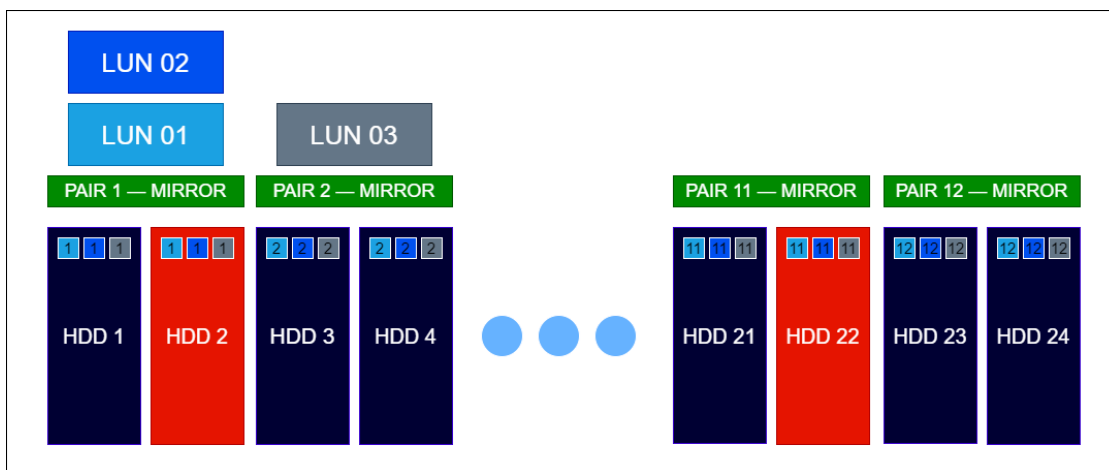 LUN 02
LUN 01 LUN 03
PAIR 1 — MIRROR PAIR 2 — MIRROR PAIR 11 — MIRROR PAIR 12 — MIRROR
1 1 1 1 1 1 2 2 2 2 2 2 11 11 11 11 11 11 12 12 12 12 12 12
HDD 1 HDD 2 HDD 3 HDD 4 HDD 21 HDD 22 HDD 23 HDD 24